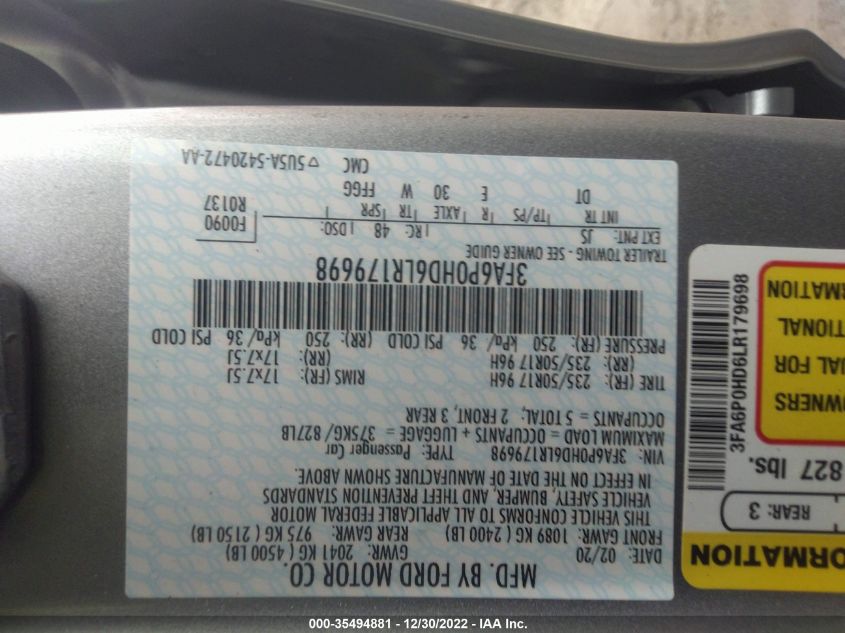 MFD. BY FORD MOTOR CO.
DATE: 02/20 GVWR: 2041 KG ( 4500 LB)
FRONT GAWR: 1089 KG ( 2400 LB) REAR GAWR: 975 KG ( 2150 LB)
THIS VEHICLE CONFORMS TO ALL APPLICABLE FEDERAL MOTOR
VEHICLE SAFETY, BUMPER, AND THEFT PREVENTION STANDARDS
IN EFFECT ON THE DATE OF MANUFACTURE SHOWN ABOVE.
VIN: 3FA6P0HD6LR179698 TYPE: Passenger Car
MAXIMUM LOAD = OCCUPANTS + LUGGAGE = 375KG/ 827LB
OCCUPANTS = 5 TOTAL; 2 FRONT, 3 REAR
TIRE (FR): 235/50R17 96H RIMS (FR): 17x7.5J
(RR): 235/50R17 96H (RR): 17x7.5J
PRESSURE (FR): 250 kPa/ 36 PSI COLD (RR): 250 kPa/ 36 PSI COLD
3FA6P0HD6LR179698
TRAILER TOWING - SEE OWNER GUIDE
EXT PNT: JS RC: 48 DSO: F0090
INT TR TP/PS R AXLE TR SPR R0137
DT E 30 W FFGG
CMC 5U5A-5420472-AA
FORMATION
REAR: 3
827 lbs.
3FA6P0HD6LR179698
OWNERS
UAL FOR
TIONAL
RMATION
000-35494881 - 12/30/2022 - IAA Inc.